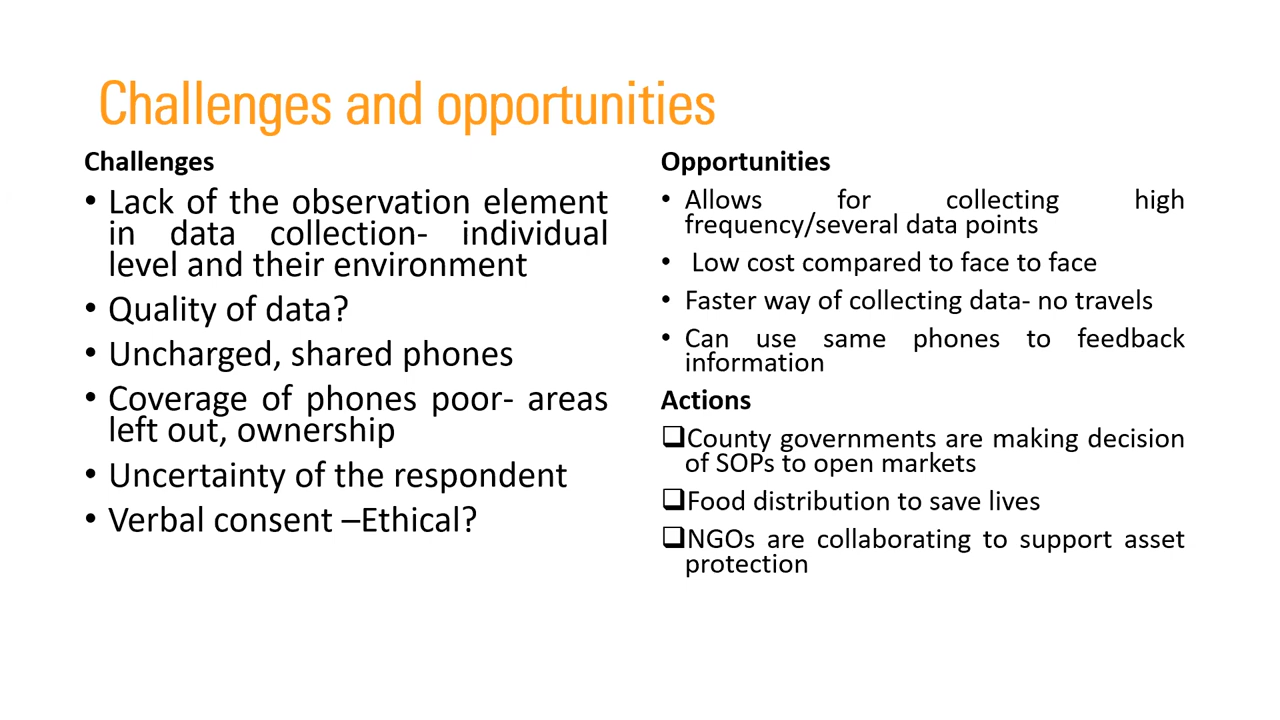 Challenges and opportunities
Challenges
• Lack of the observation element
in data collection- individual
level and their environment
• Quality of data?
• Uncharged, shared phones
• Coverage of phones poor- areas
left out, ownership
• Uncertainty of the respondent
• Verbal consent –Ethical?
Opportunities
• Allows for collecting high
frequency/several data points
• Low cost compared to face to face
• Faster way of collecting data- no travels
• Can use same phones to feedback
information
Actions
❑County governments are making decision
of SOPs to open markets
❑Food distribution to save lives
❑NGOs are collaborating to support asset
protection